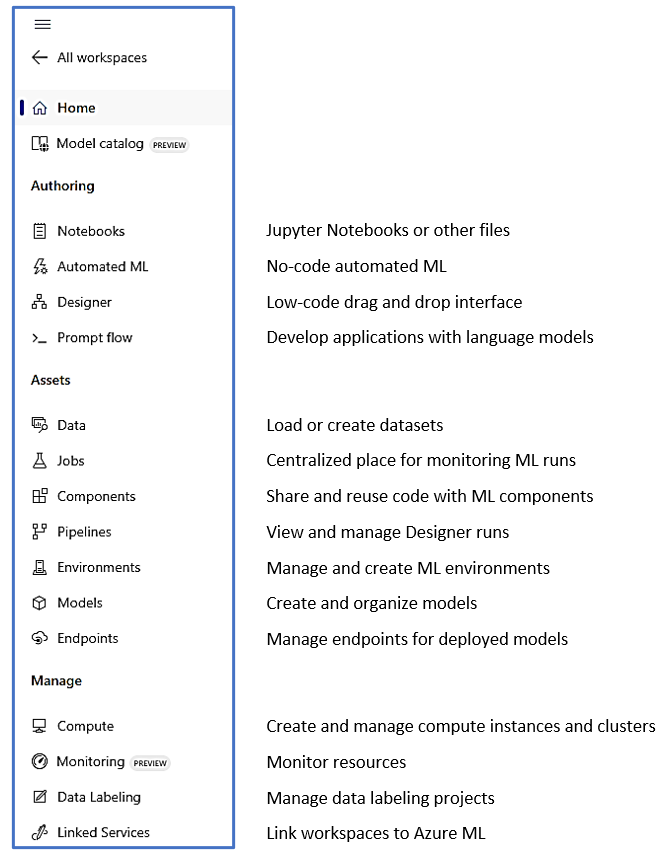 All workspaces
Home
Model catalog PREVIEW
Authoring
Notebooks Jupyter Notebooks or other files
Automated ML No-code automated ML
Designer Low-code drag and drop interface
Prompt flow Develop applications with language models
Assets
Data Load or create datasets
Jobs Centralized place for monitoring ML runs
Components Share and reuse code with ML components
Pipelines View and manage Designer runs
Environments Manage and create ML environments
Models Create and organize models
Endpoints Manage endpoints for deployed models
Manage
Compute Create and manage compute instances and clusters
Monitoring PREVIEW Monitor resources
Data Labeling Manage data labeling projects
Linked Services Link workspaces to Azure ML